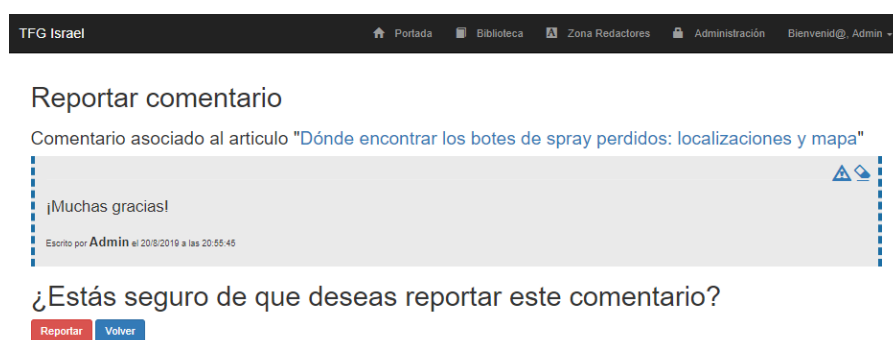 TFG Israel Portada Biblioteca Zona Redactores Administración Bienvenid@, Admin
Reportar comentario
Comentario asociado al articulo "Dónde encontrar los botes de spray perdidos: localizaciones y mapa"
¡Muchas gracias!
Escrito por Admin el 20/8/2019 a las 20:55:45
¿Estás seguro de que deseas reportar este comentario?
Reportar Volver